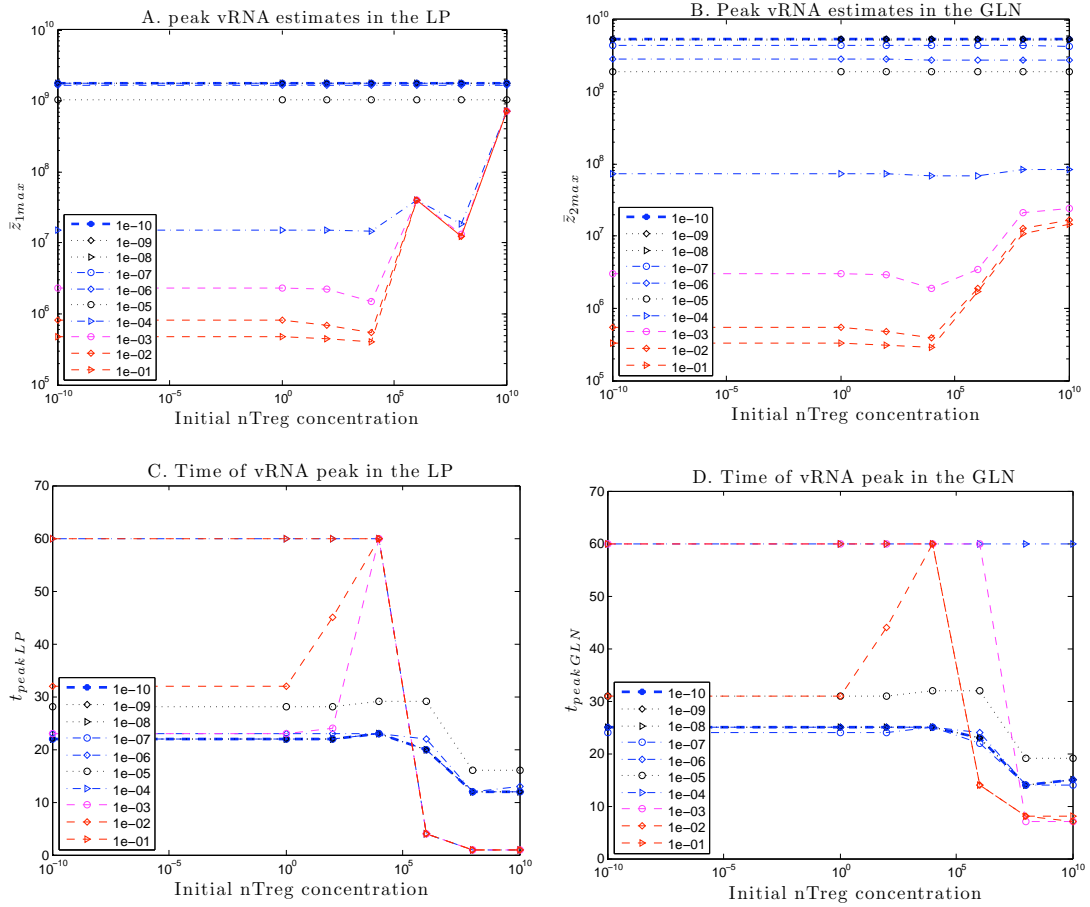 A. peak vRNA estimates in the LP
10^10
10^9
10^8
10^7
10^6
10^5
z̄1max
1e−10
1e−09
1e−08
1e−07
1e−06
1e−05
1e−04
1e−03
1e−02
1e−01
10^−10
10^−5
10^0
10^5
10^10
Initial nTreg concentration
B. Peak vRNA estimates in the GLN
10^10
10^9
10^8
10^7
10^6
10^5
z̄2max
1e−10
1e−09
1e−08
1e−07
1e−06
1e−05
1e−04
1e−03
1e−02
1e−01
10^−10
10^−5
10^0
10^5
10^10
Initial nTreg concentration
C. Time of vRNA peak in the LP
70
60
50
40
30
20
10
0
tpeakLP
1e−10
1e−09
1e−08
1e−07
1e−06
1e−05
1e−04
1e−03
1e−02
1e−01
10^−10
10^−5
10^0
10^5
10^10
Initial nTreg concentration
D. Time of vRNA peak in the GLN
70
60
50
40
30
20
10
0
tpeakGLN
1e−10
1e−09
1e−08
1e−07
1e−06
1e−05
1e−04
1e−03
1e−02
1e−01
10^−10
10^−5
10^0
10^5
10^10
Initial nTreg concentration